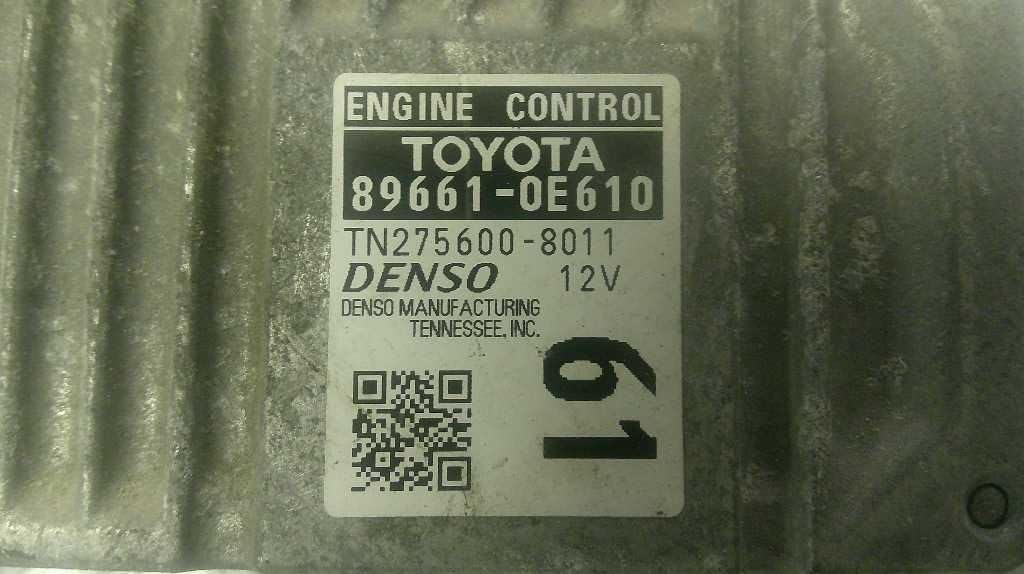 ENGINE CONTROL
TOYOTA
89661-0E610
TN275600-8011
DENSO 12V
DENSO MANUFACTURING
TENNESSEE, INC.
61